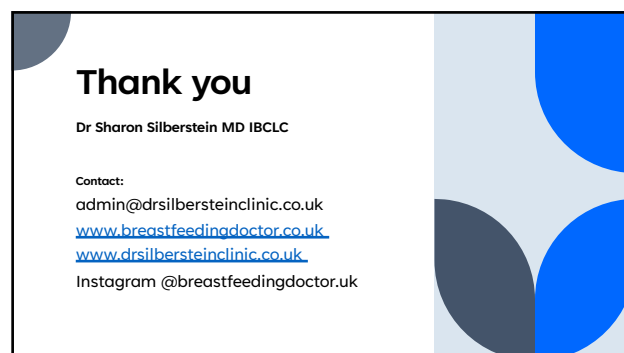 Thank you
Dr Sharon Silberstein MD IBCLC
Contact:
admin@drsilbersteinclinic.co.uk
www.breastfeedingdoctor.co.uk
www.drsilbersteinclinic.co.uk
Instagram @breastfeedingdoctor.uk